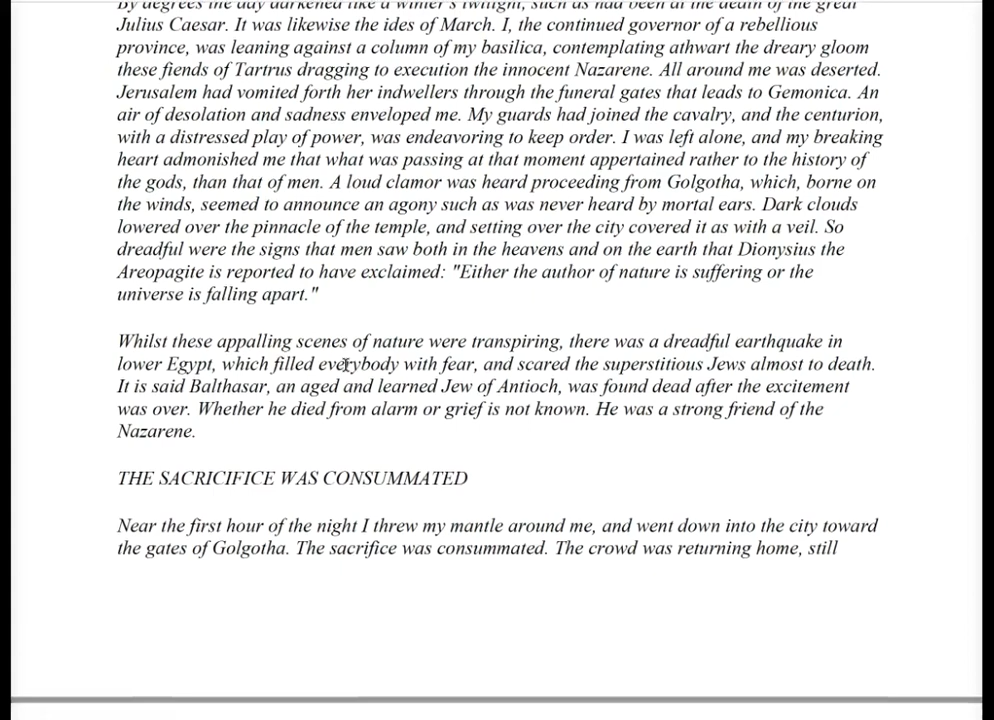 By degrees the day darkened like a winter's twilight, such as had been at the death of the great
Julius Caesar. It was likewise the ides of March. I, the continued governor of a rebellious
province, was leaning against a column of my basilica, contemplating athwart the dreary gloom
these fiends of Tartrus dragging to execution the innocent Nazarene. All around me was deserted.
Jerusalem had vomited forth her indwellers through the funeral gates that leads to Gemonica. An
air of desolation and sadness enveloped me. My guards had joined the cavalry, and the centurion,
with a distressed play of power, was endeavoring to keep order. I was left alone, and my breaking
heart admonished me that what was passing at that moment appertained rather to the history of
the gods, than that of men. A loud clamor was heard proceeding from Golgotha, which, borne on
the winds, seemed to announce an agony such as was never heard by mortal ears. Dark clouds
lowered over the pinnacle of the temple, and setting over the city covered it as with a veil. So
dreadful were the signs that men saw both in the heavens and on the earth that Dionysius the
Areopagite is reported to have exclaimed: "Either the author of nature is suffering or the
universe is falling apart."
Whilst these appalling scenes of nature were transpiring, there was a dreadful earthquake in
lower Egypt, which filled everybody with fear, and scared the superstitious Jews almost to death.
It is said Balthasar, an aged and learned Jew of Antioch, was found dead after the excitement
was over. Whether he died from alarm or grief is not known. He was a strong friend of the
Nazarene.
THE SACRICIFICE WAS CONSUMMATED
Near the first hour of the night I threw my mantle around me, and went down into the city toward
the gates of Golgotha. The sacrifice was consummated. The crowd was returning home, still